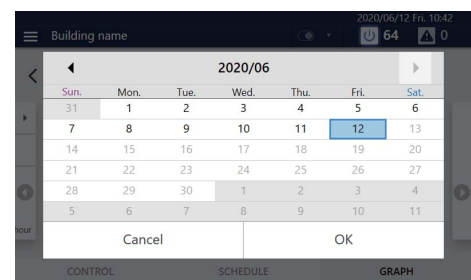 2020/06/12 Fri. 10:42
Building name
64
0
2020/06
Sun. Mon. Tue. Wed. Thu. Fri. Sat.
31 1 2 3 4 5 6
7 8 9 10 11 12 13
14 15 16 17 18 19 20
21 22 23 24 25 26 27
28 29 30 1 2 3 4
5 6 7 8 9 10 11
hour
Cancel OK
CONTROL SCHEDULE GRAPH